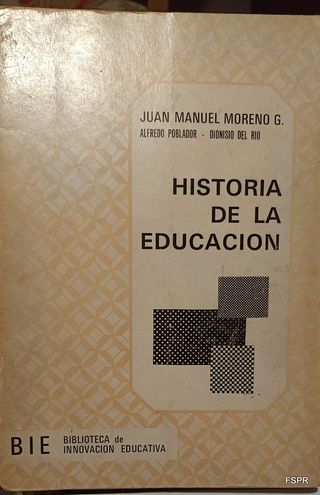 JUAN MANUEL MORENO G.
ALFREDO POBLADOR - DIONISIO DEL RIO
HISTORIA
DE LA
EDUCACION
BIE BIBLIOTECA de
INNOVACION EDUCATIVA
FSPR